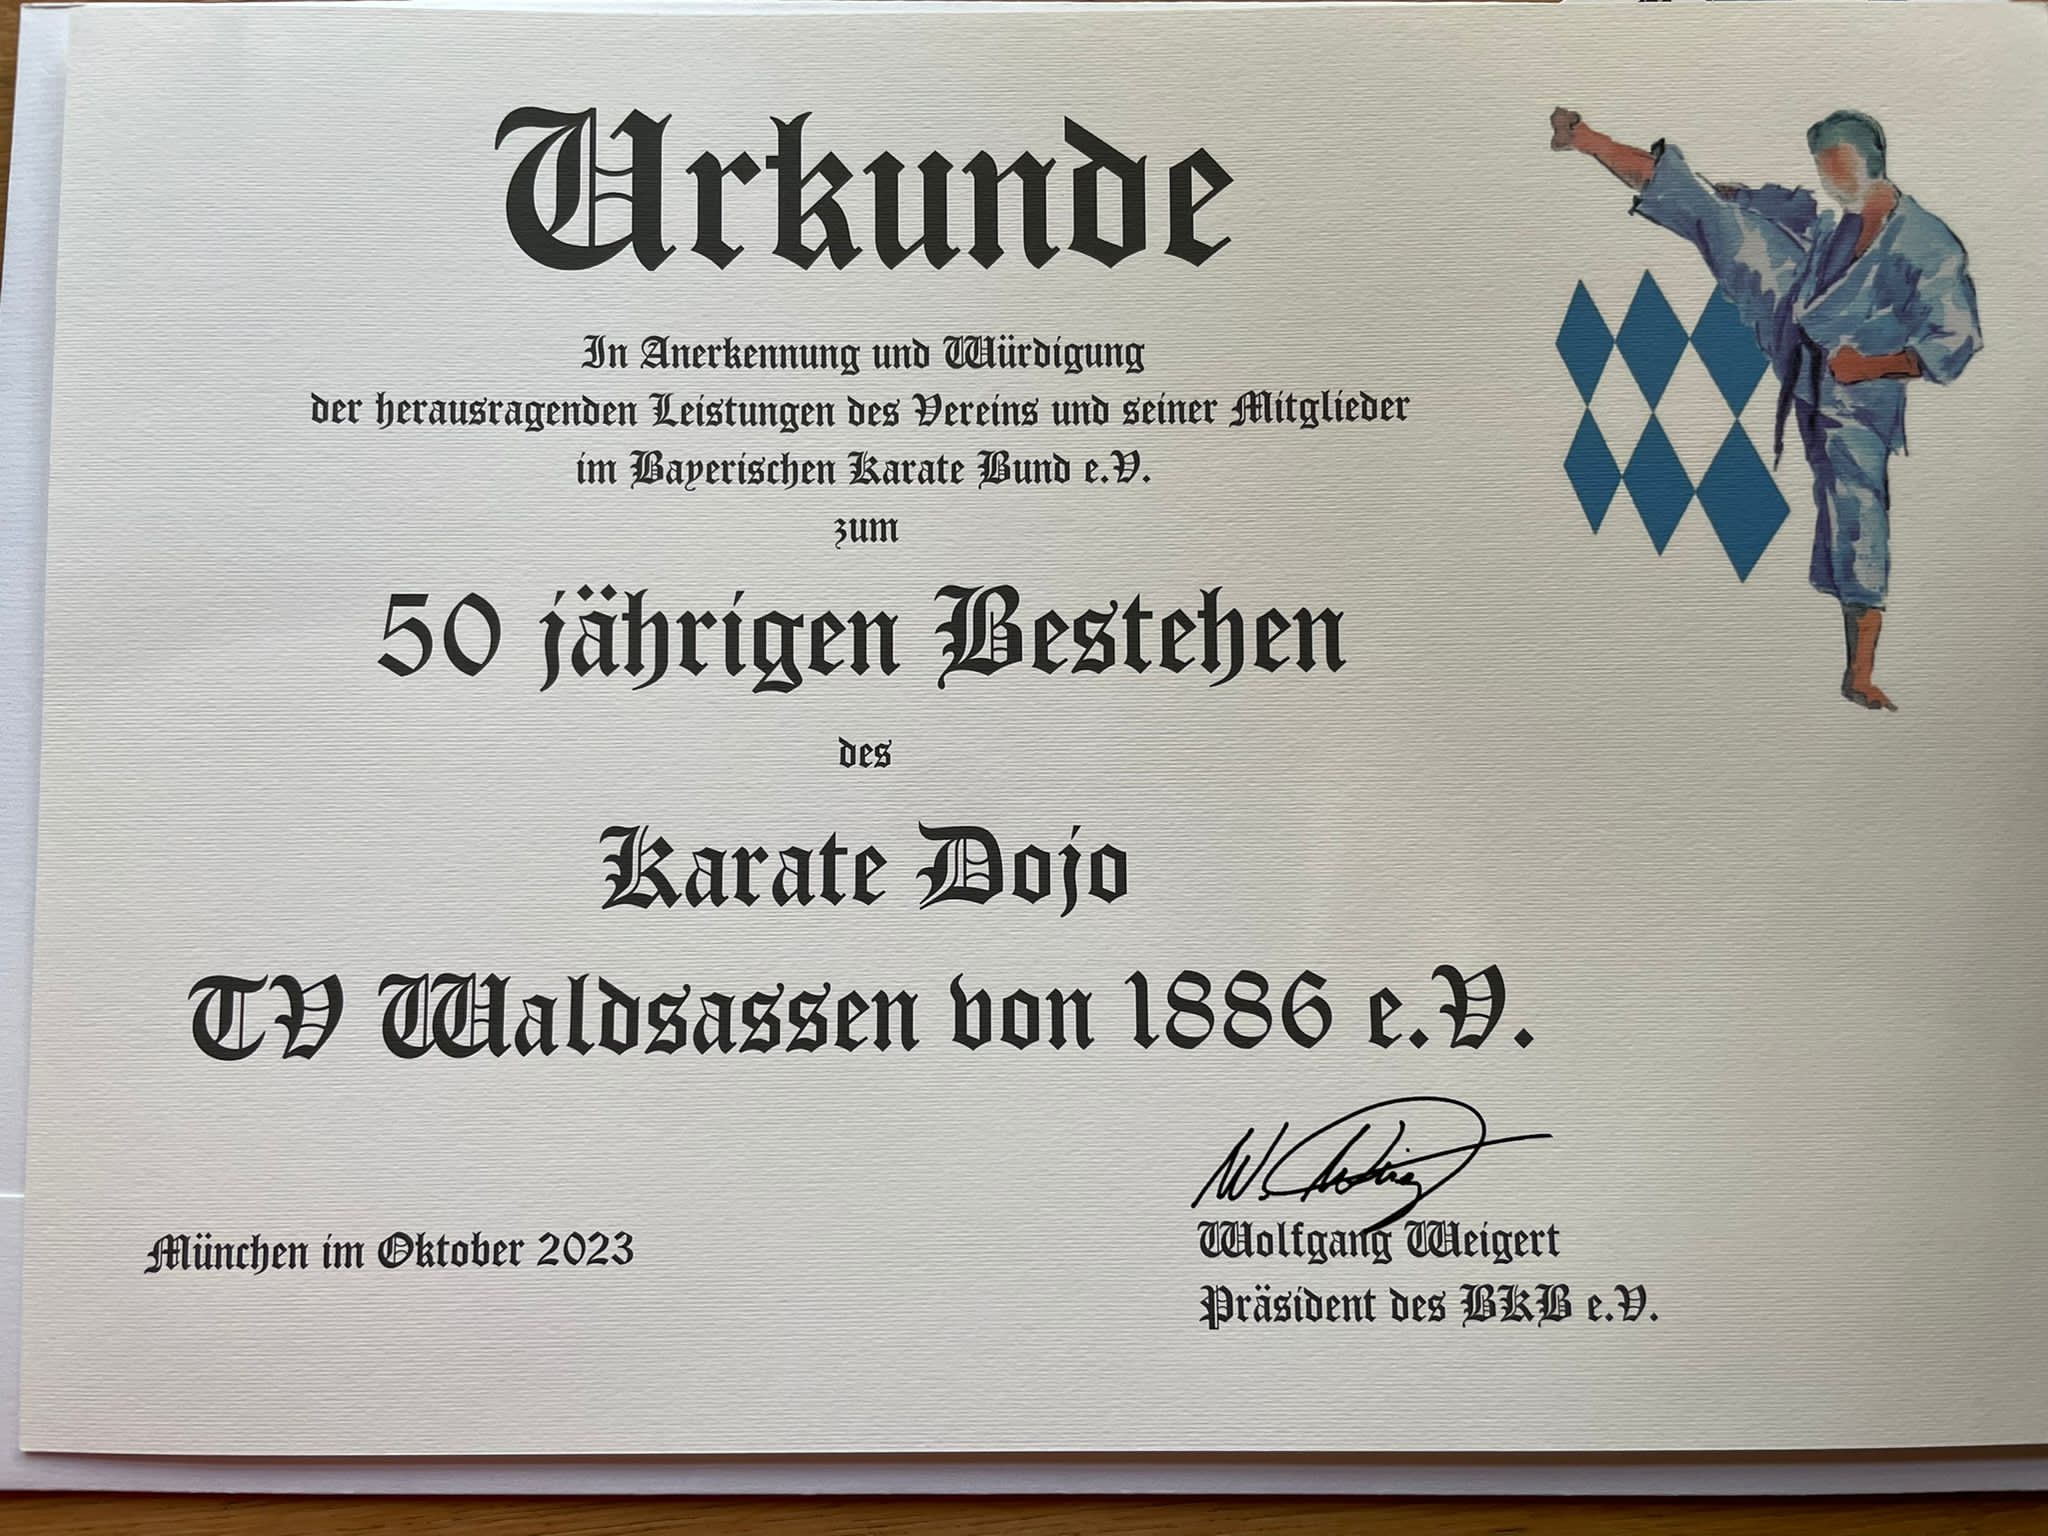 Urkunde
In Anerkennung und Würdigung
der herausragenden Leistungen des Vereins und seiner Mitglieder
im Bayerischen Karate Bund e.V.
zum
50 jährigen Bestehen
des
Karate Dojo
TV Waldsassen von 1886 e.V.
München im Oktober 2023
Wolfgang Weigert
Präsident des BKB e.V.